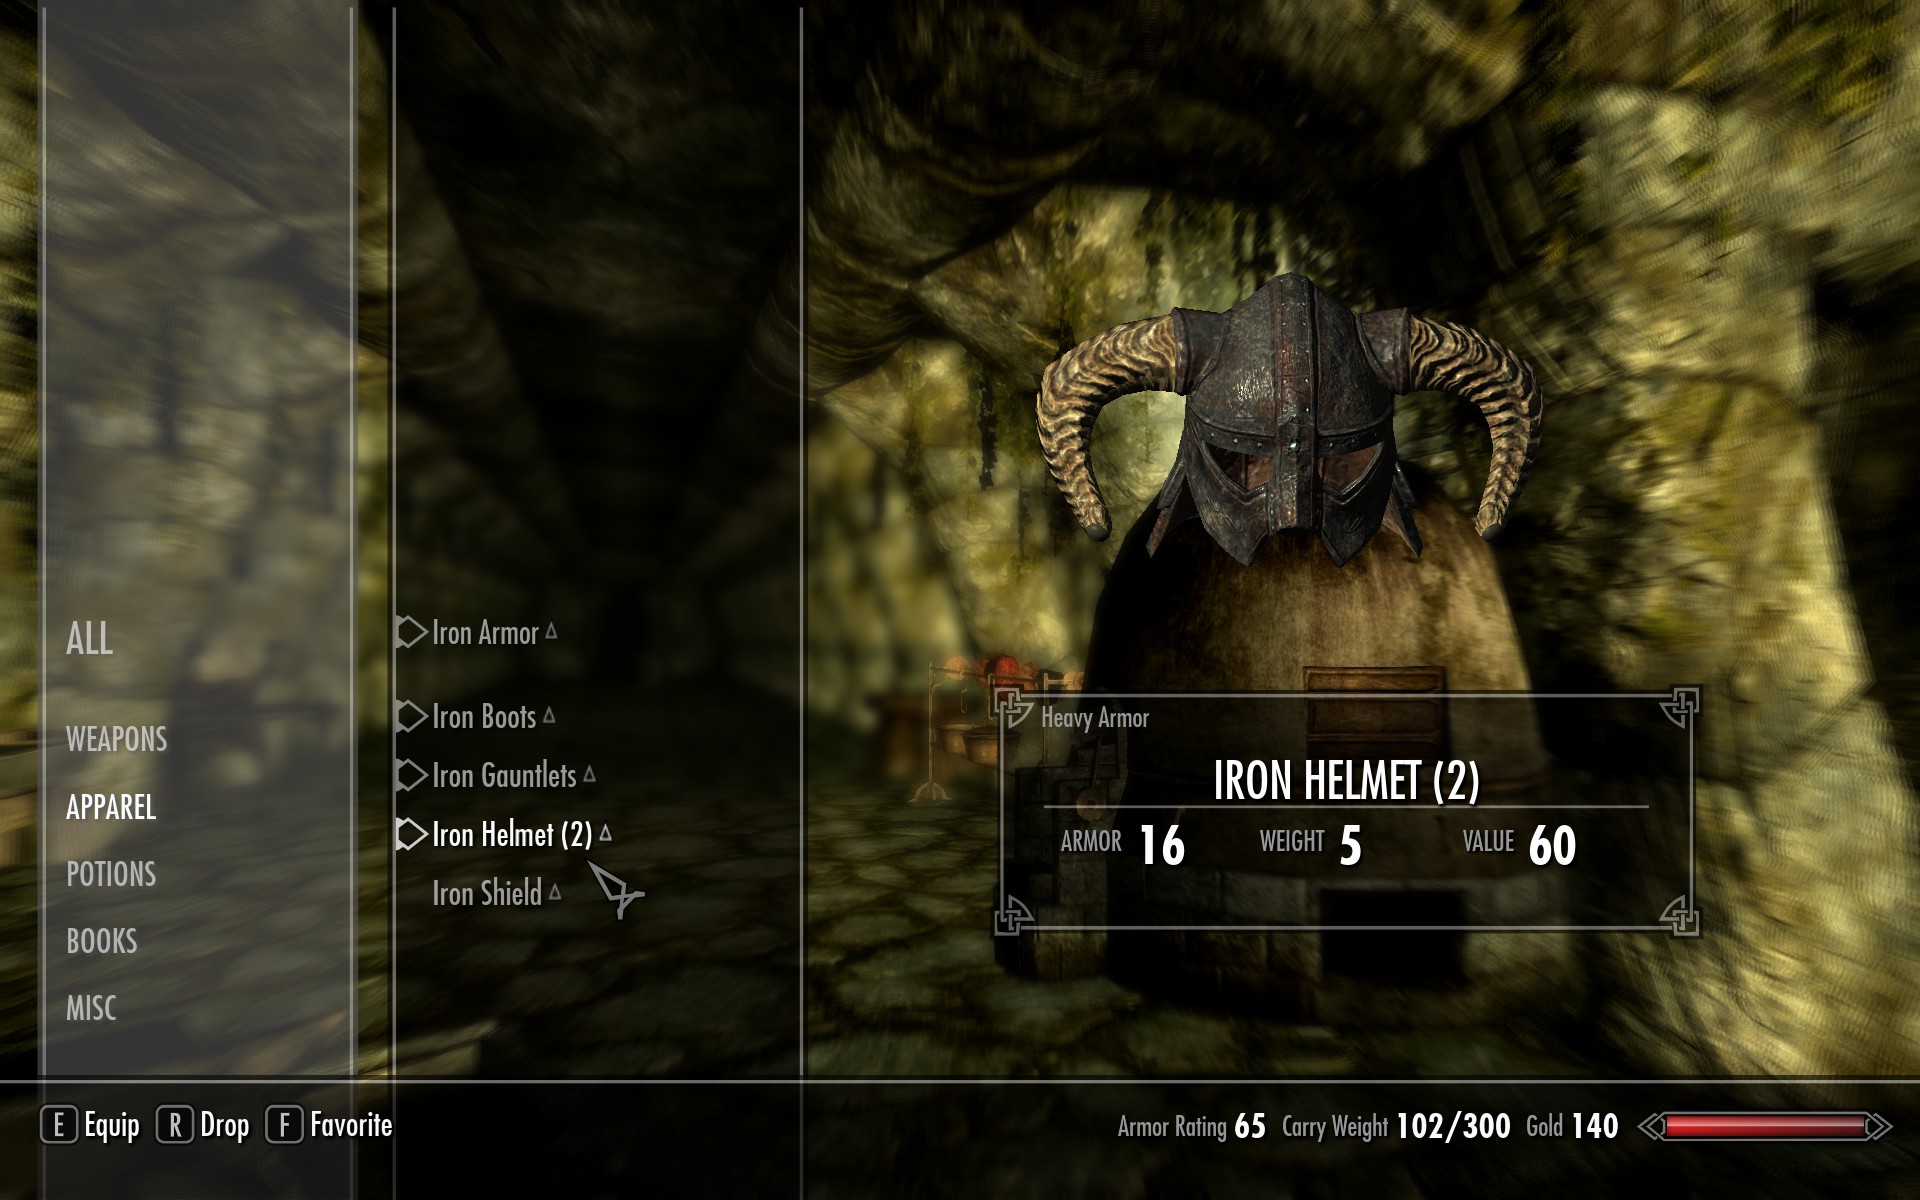 ALL
WEAPONS
APPAREL
POTIONS
BOOKS
MISC
Iron Armor
Iron Boots
Iron Gauntlets
Iron Helmet (2)
Iron Shield
Heavy Armor
IRON HELMET (2)
ARMOR 16 WEIGHT 5 VALUE 60
E Equip R Drop F Favorite
Armor Rating 65 Carry Weight 102/300 Gold 140